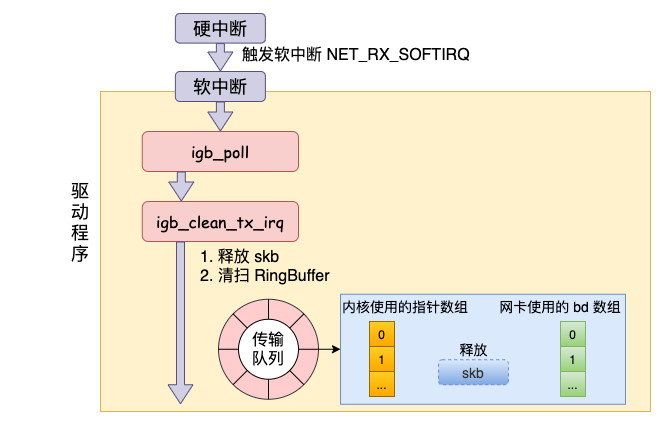 硬中断
触发软中断 NET_RX_SOFTIRQ
软中断
驱动程序
igb_poll
igb_clean_tx_irq
1. 释放 skb
2. 清扫 RingBuffer
传输
队列
内核使用的指针数组
网卡使用的 bd 数组
0
1
...
释放
skb
0
1
...